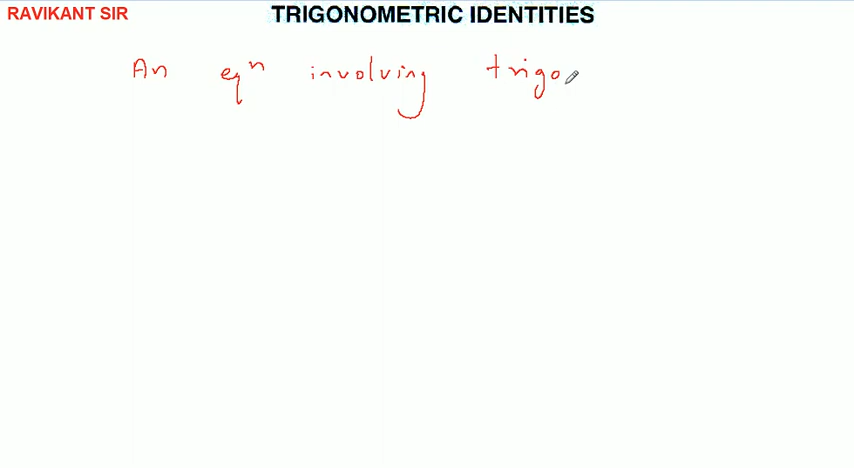 RAVIKANT SIR
TRIGONOMETRIC IDENTITIES
An eqⁿ involving trigo